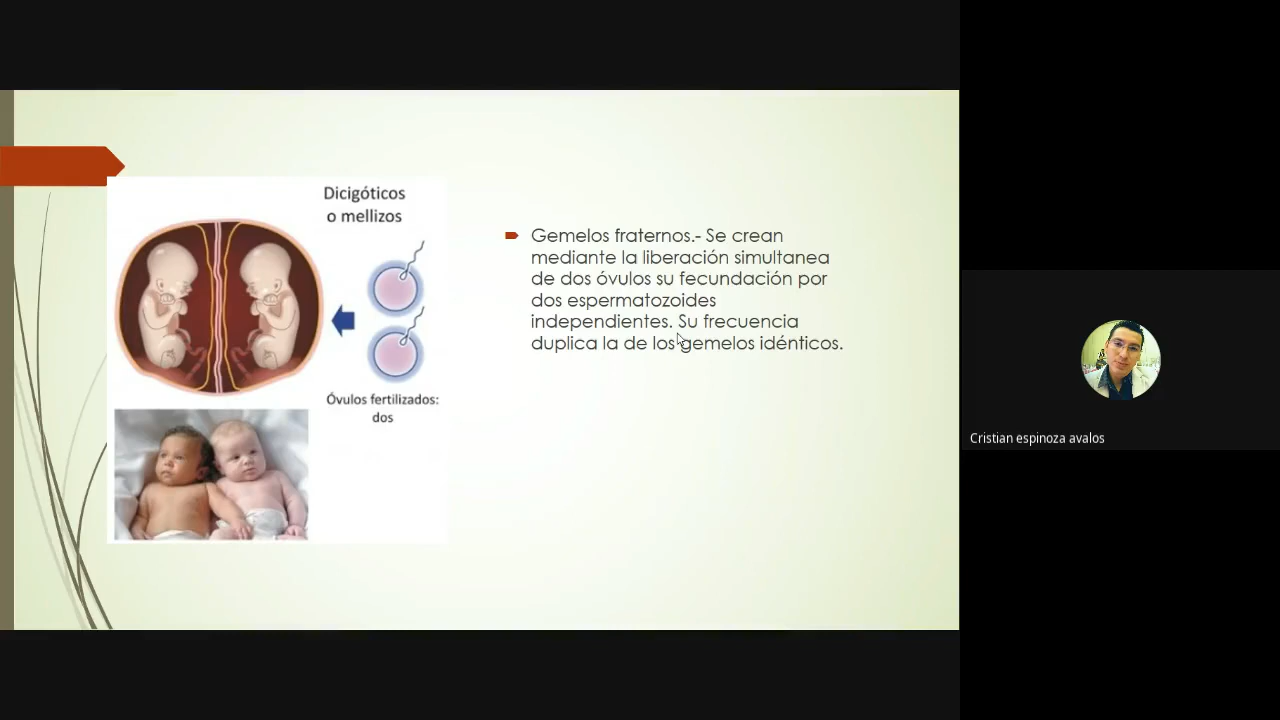 Dicigóticos
o mellizos
Óvulos fertilizados:
dos
Gemelos fraternos.- Se crean
mediante la liberación simultanea
de dos óvulos su fecundación por
dos espermatozoides
independientes. Su frecuencia
duplica la de los gemelos idénticos.
Cristian espinoza avalos